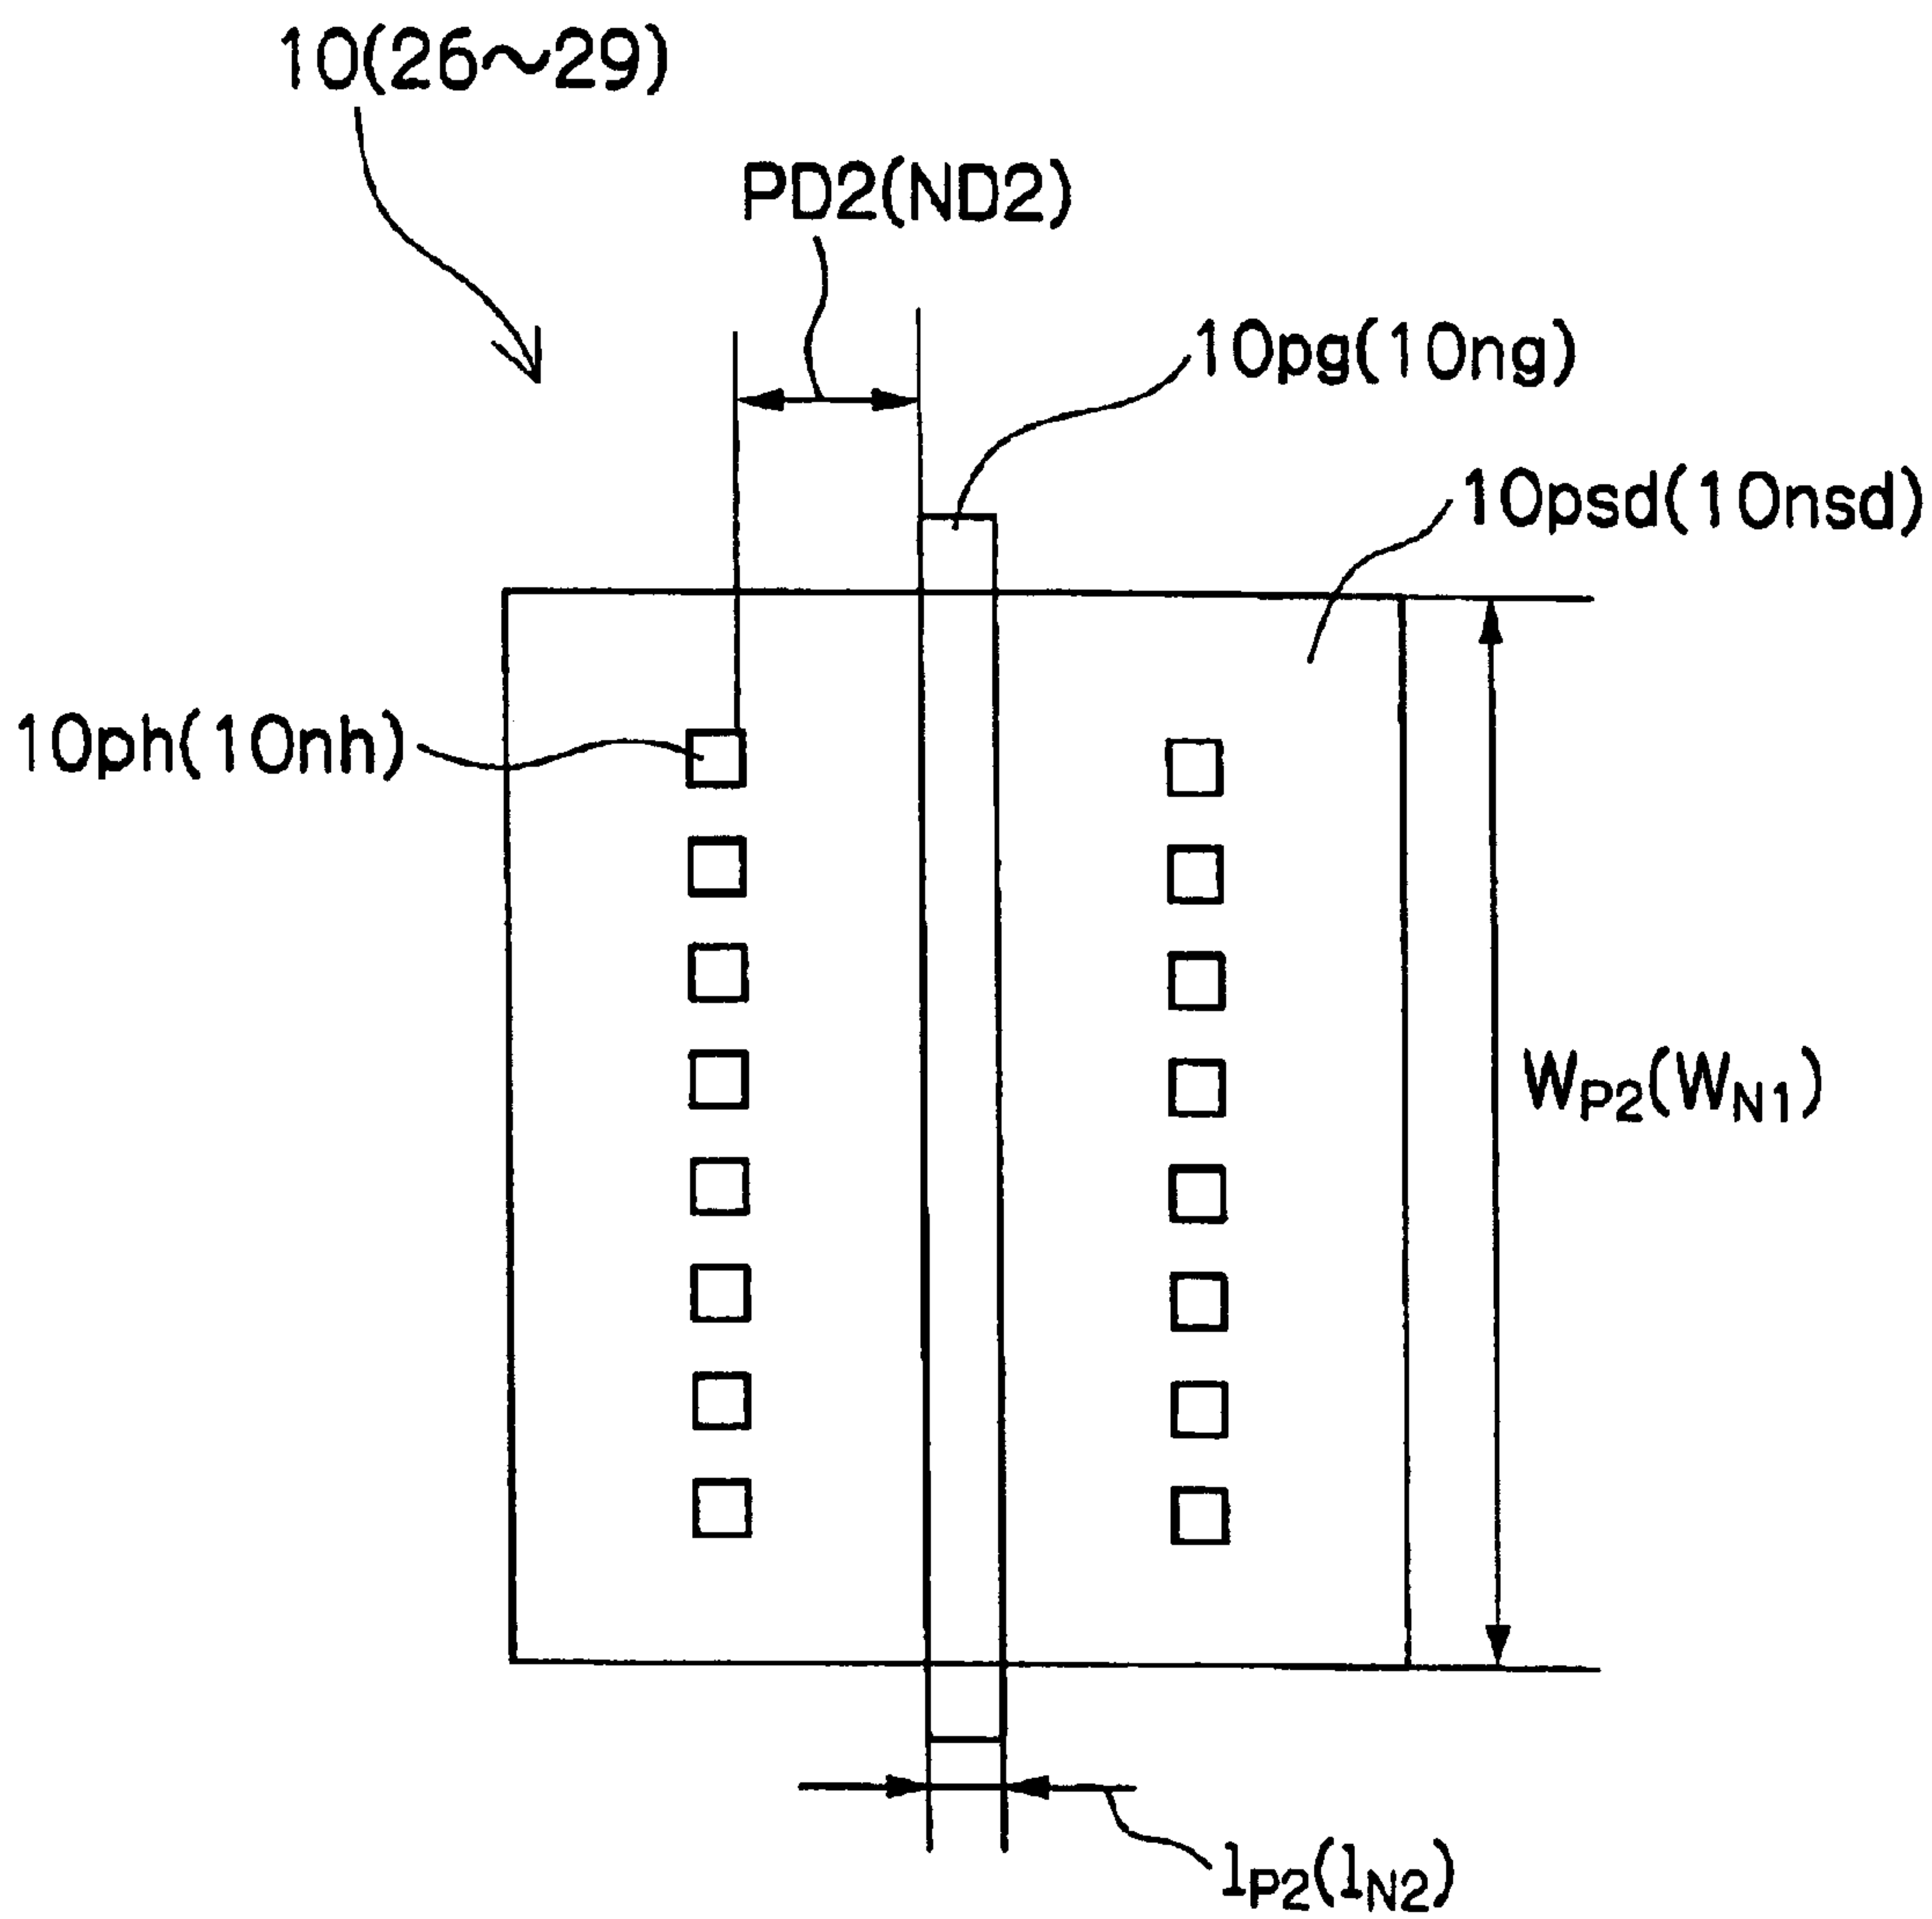 10(26~29)
PD2(ND2)
10pg(10ng)
10psd(10nsd)
10ph(10nh)
WP2(WN1)
lP2(lN2)